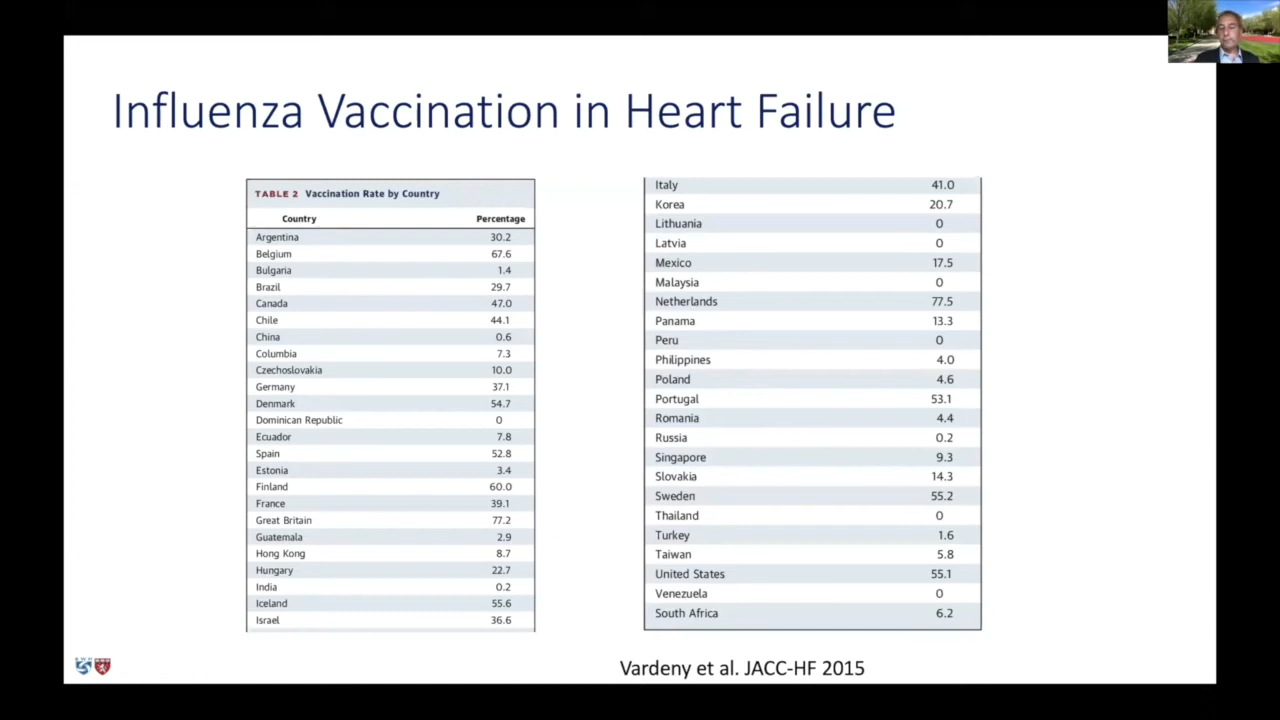 Influenza Vaccination in Heart Failure
TABLE 2 Vaccination Rate by Country
Country Percentage
Argentina 30.2
Belgium 67.6
Bulgaria 1.4
Brazil 29.7
Canada 47.0
Chile 44.1
China 0.6
Columbia 7.3
Czechoslovakia 10.0
Germany 37.1
Denmark 54.7
Dominican Republic 0
Ecuador 7.8
Spain 52.8
Estonia 3.4
Finland 60.0
France 39.1
Great Britain 77.2
Guatemala 2.9
Hong Kong 8.7
Hungary 22.7
India 0.2
Iceland 55.6
Israel 36.6
Italy 41.0
Korea 20.7
Lithuania 0
Latvia 0
Mexico 17.5
Malaysia 0
Netherlands 77.5
Panama 13.3
Peru 0
Philippines 4.0
Poland 4.6
Portugal 53.1
Romania 4.4
Russia 0.2
Singapore 9.3
Slovakia 14.3
Sweden 55.2
Thailand 0
Turkey 1.6
Taiwan 5.8
United States 55.1
Venezuela 0
South Africa 6.2
Vardeny et al. JACC-HF 2015